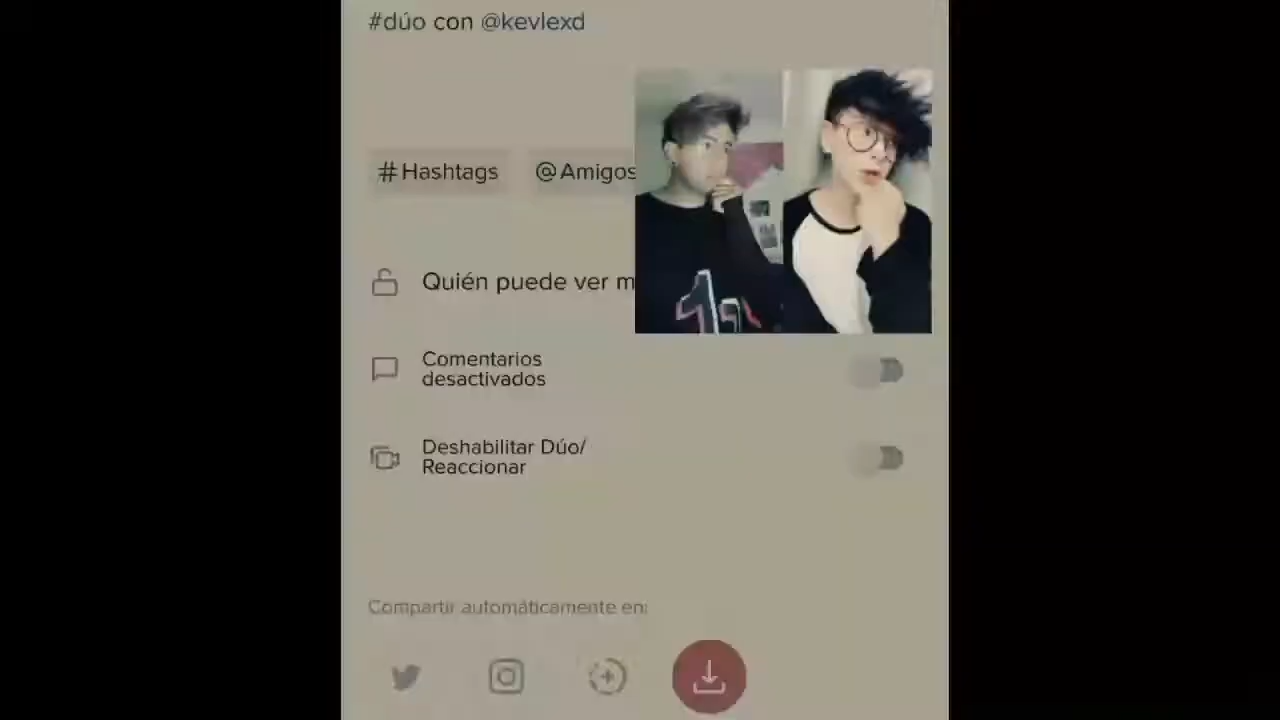 #dúo con @kevlexd
#Hashtags @Amigos
Quién puede ver m
Comentarios
desactivados
Deshabilitar Dúo/
Reaccionar
Compartir automáticamente en: